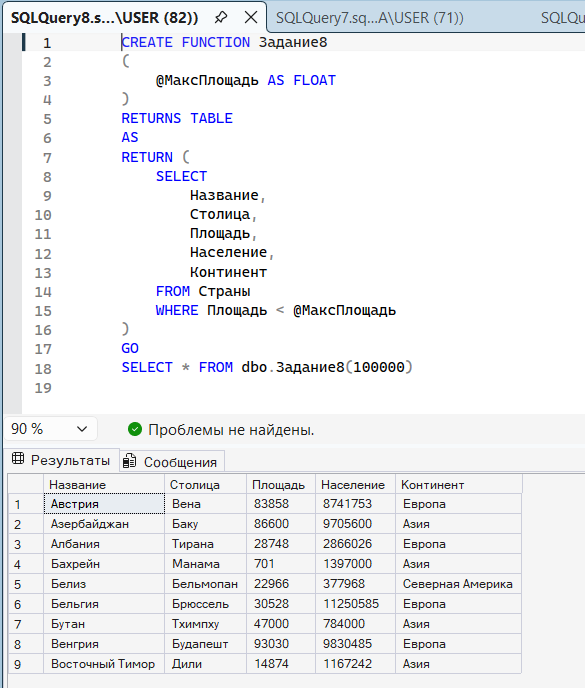 SQLQuery8.s...\USER (82)) SQLQuery7.sq...A\USER (71)) SQLQu
1 CREATE FUNCTION Задание8
2 (
3 @МаксПлощадь AS FLOAT
4 )
5 RETURNS TABLE
6 AS
7 RETURN (
8 SELECT
9 Название,
10 Столица,
11 Площадь,
12 Население,
13 Континент
14 FROM Страны
15 WHERE Площадь < @МаксПлощадь
16 )
17 GO
18 SELECT * FROM dbo.Задание8(100000)
19
90 % Проблемы не найдены.
Результаты Сообщения
Название Столица Площадь Население Континент
1 Австрия Вена 83858 8741753 Европа
2 Азербайджан Баку 86600 9705600 Азия
3 Албания Тирана 28748 2866026 Европа
4 Бахрейн Манама 701 1397000 Азия
5 Белиз Бельмопан 22966 377968 Северная Америка
6 Бельгия Брюссель 30528 11250585 Европа
7 Бутан Тхимпху 47000 784000 Азия
8 Венгрия Будапешт 93030 9830485 Европа
9 Восточный Тимор Дили 14874 1167242 Азия